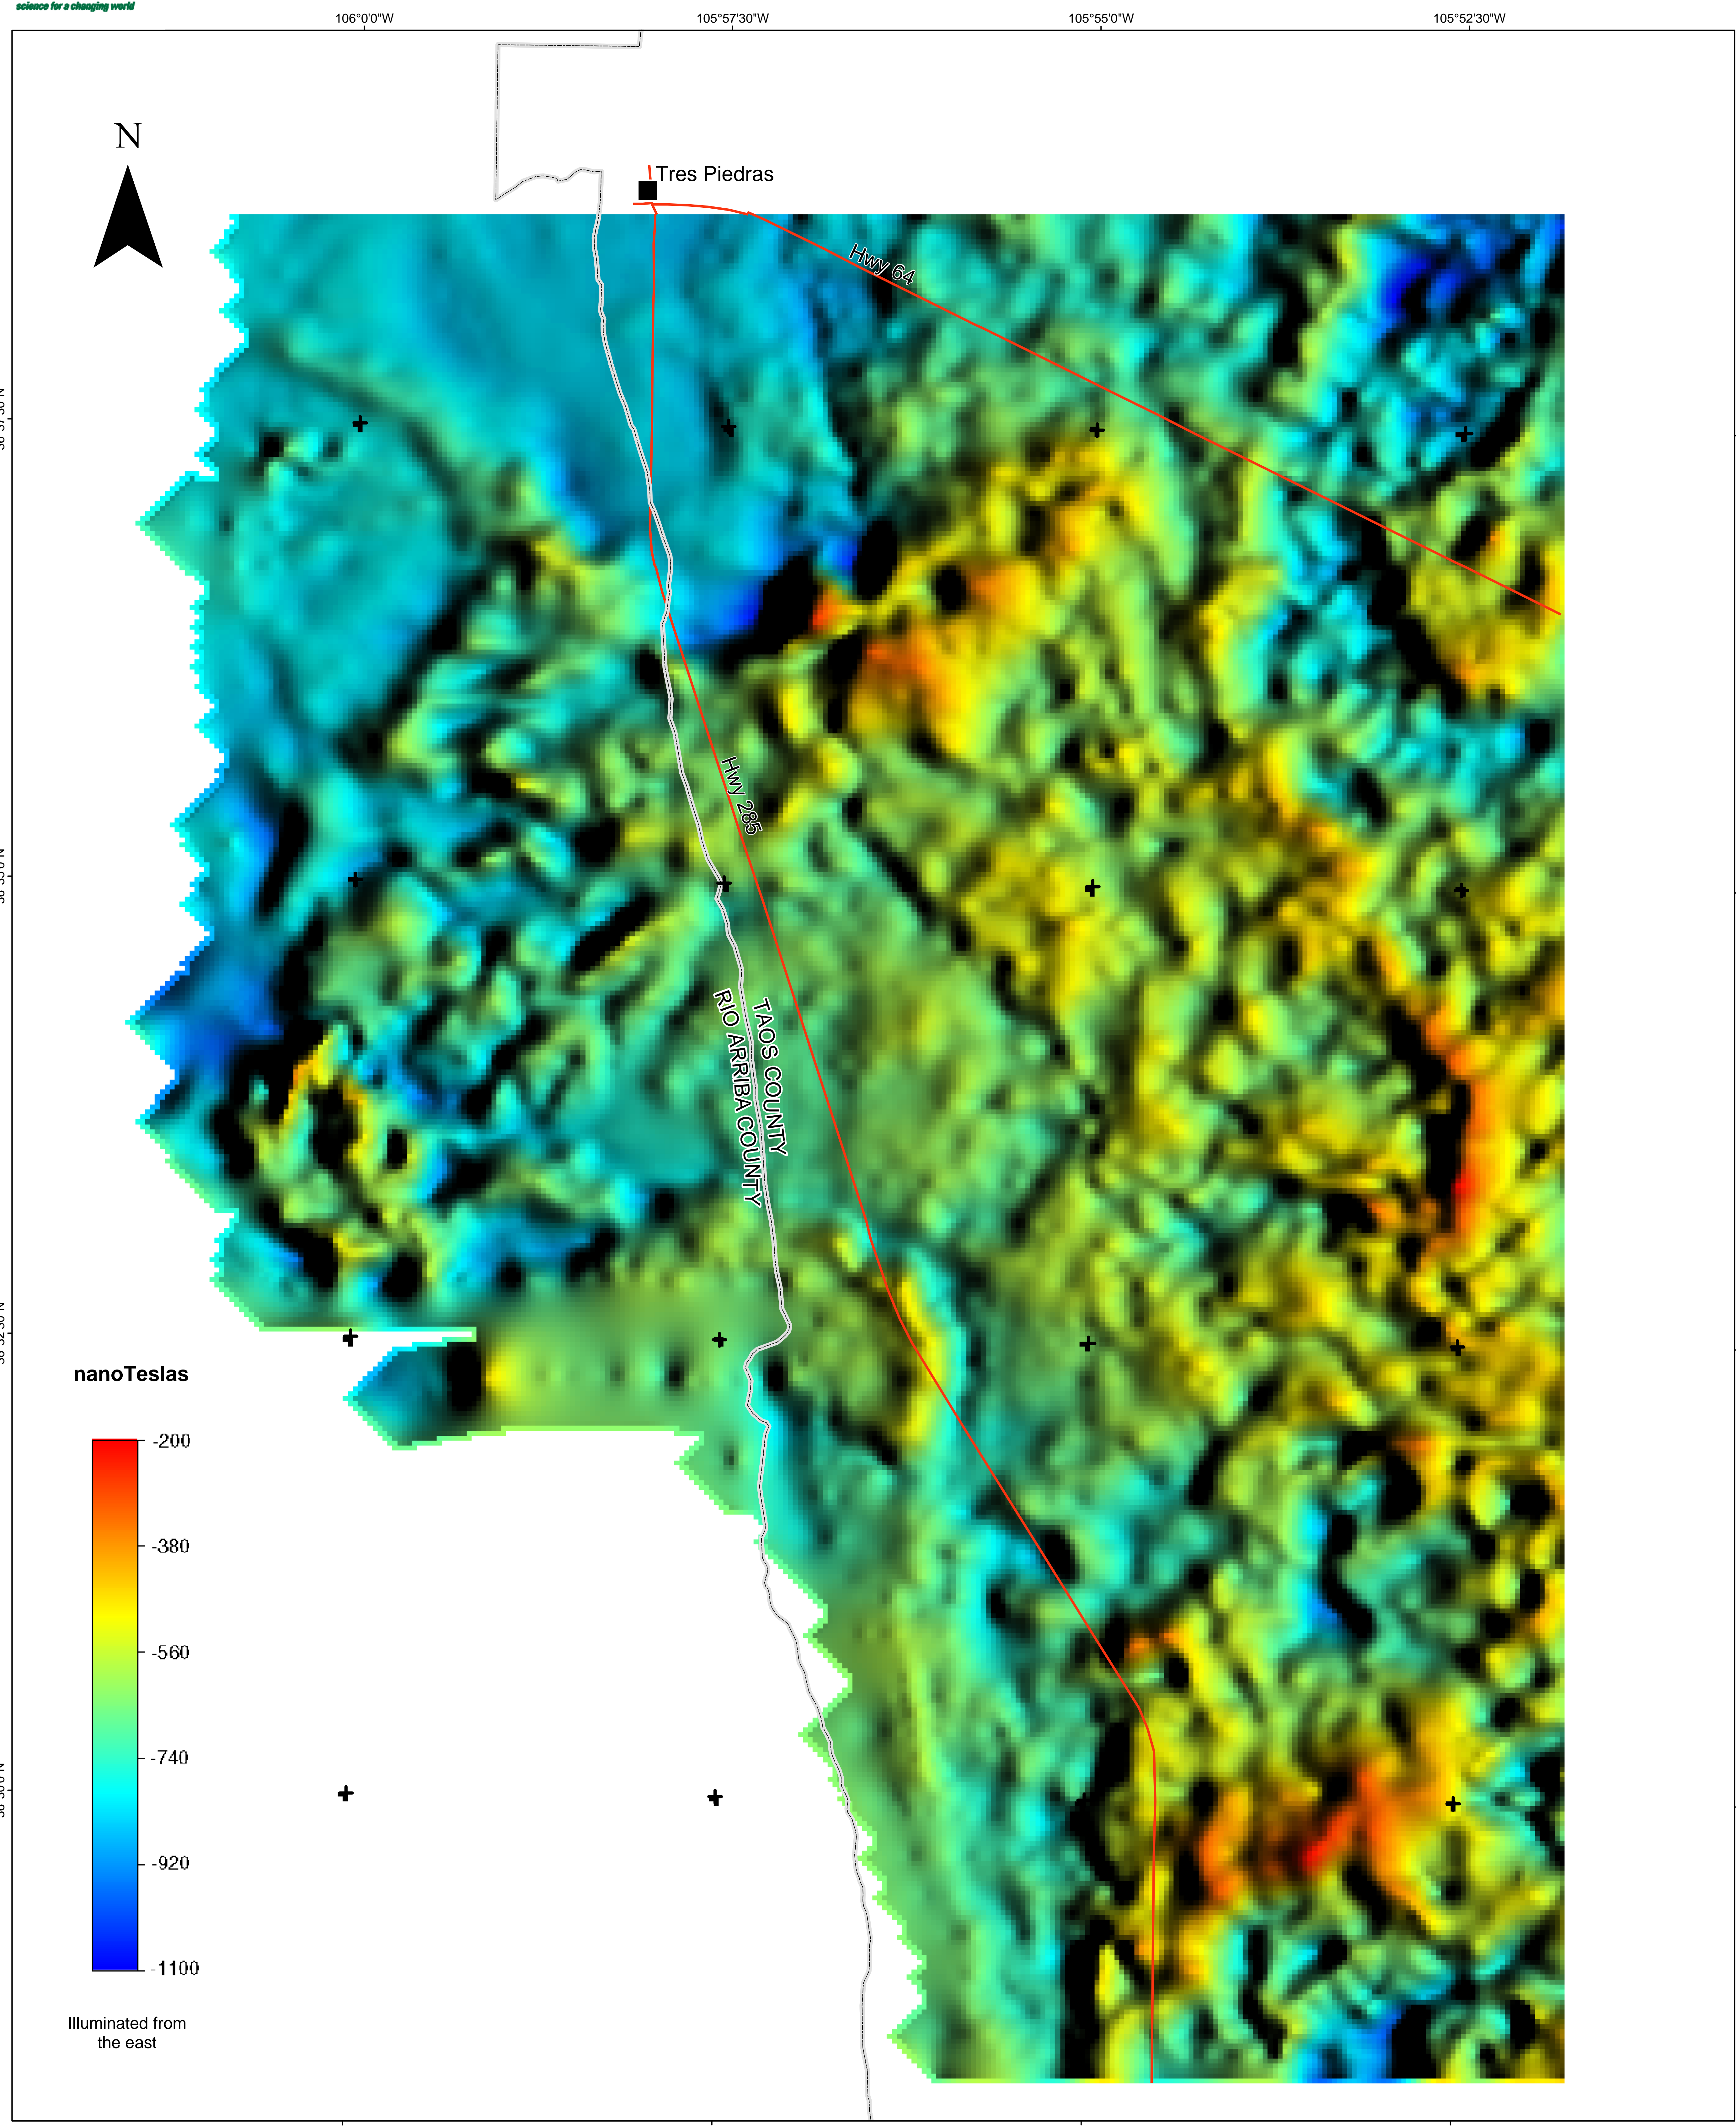 science for a changing world
106°0'0"W
105°57'30"W
105°55'0"W
105°52'30"W
N
Tres Piedras
Hwy 64
Hwy 285
TAOS COUNTY
RIO ARRIBA COUNTY
nanoTeslas
-200
-380
-560
-740
-920
-1100
Illuminated from
the east